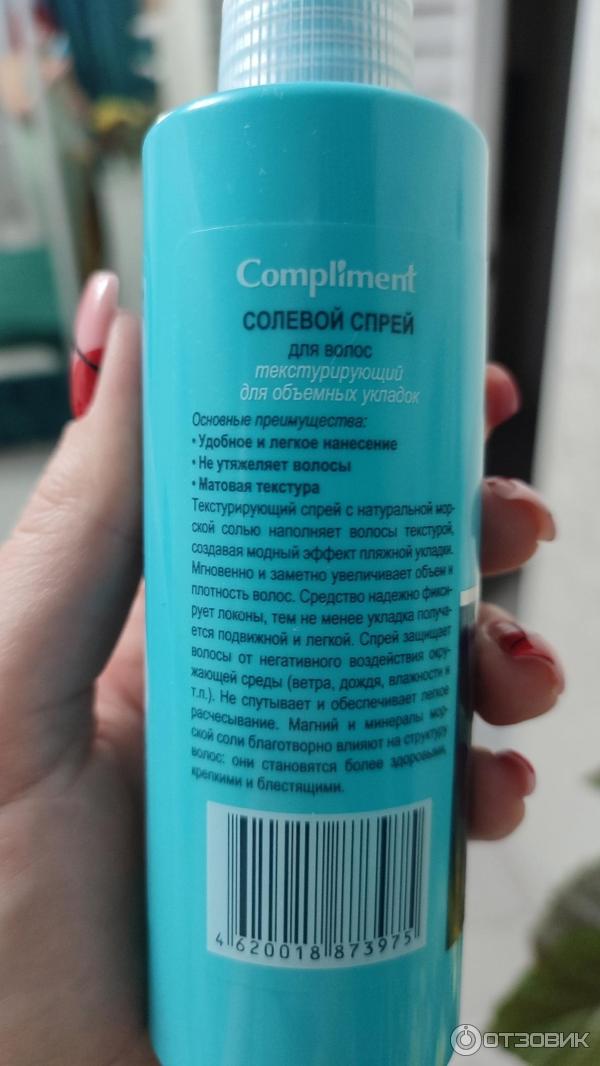 Compliment
СОЛЕВОЙ СПРЕЙ
для волос
текстурирующий
для объемных укладок
Основные преимущества:
• Удобное и легкое нанесение
• Не утяжеляет волосы
• Матовая текстура
Текстурирующий спрей с натуральной мор-
ской солью наполняет волосы текстурой,
создавая модный эффект пляжной укладки.
Мгновенно и заметно увеличивает объем и
плотность волос. Средство надежно фикси-
рует локоны, тем не менее укладка получа-
ется подвижной и легкой. Спрей защищает
волосы от негативного воздействия окру-
жающей среды (ветра, дождя, влажности и
т.п.). Не спутывает и обеспечивает легкое
расчесывание. Магний и минералы мор-
ской соли благотворно влияют на структуру
волос: они становятся более здоровыми,
крепкими и блестящими.
4 620018 873975
ОТЗОВИК